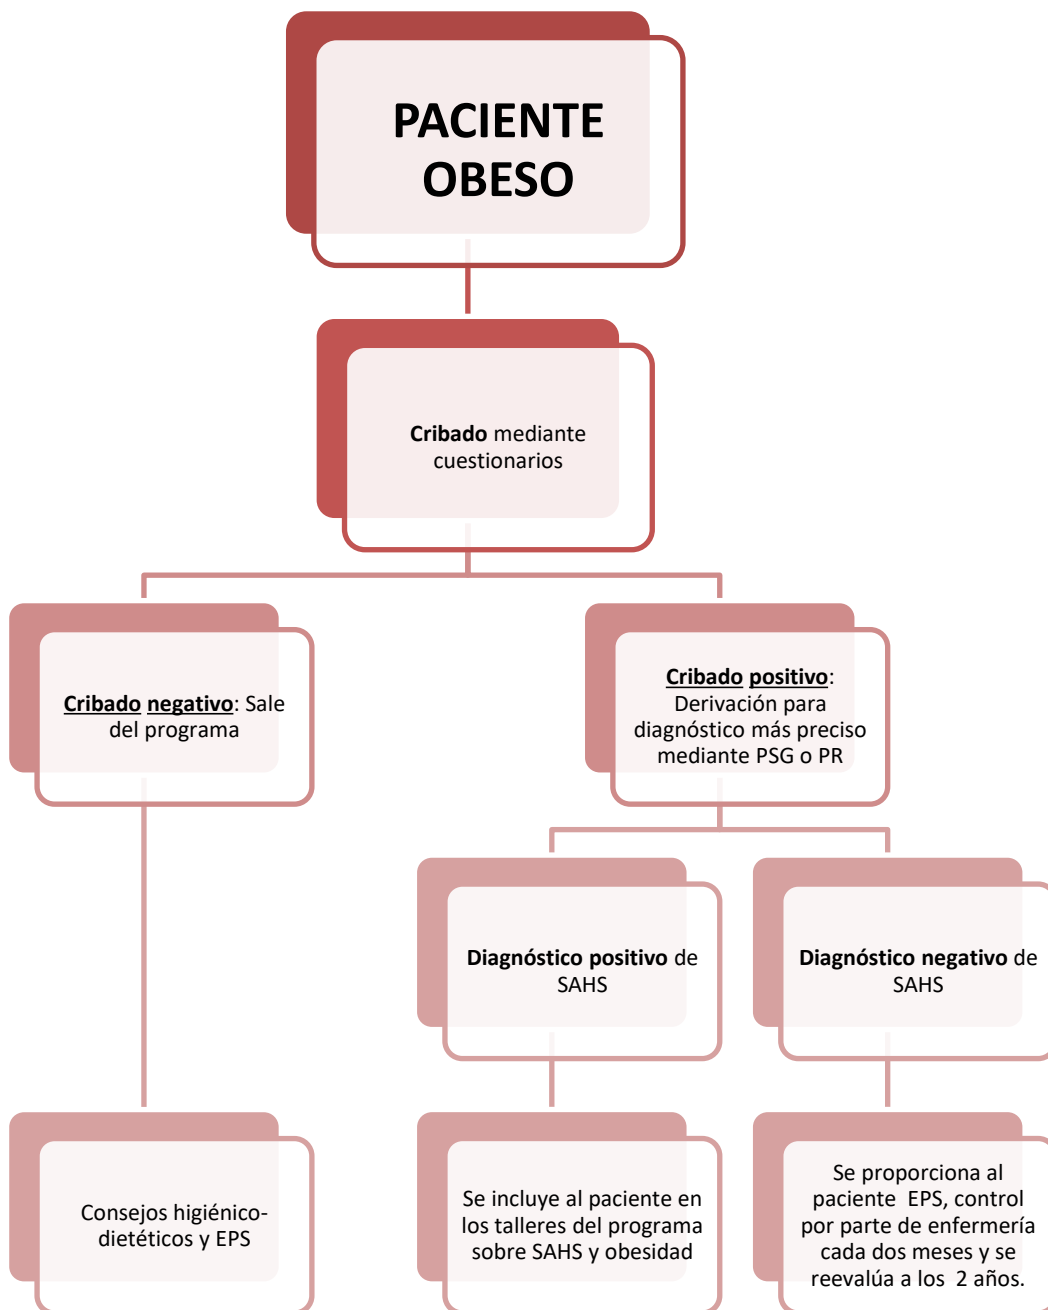 PACIENTE
OBESO
Cribado mediante
cuestionarios
Cribado negativo: Sale
del programa
Cribado positivo:
Derivación para
diagnóstico más preciso
mediante PSG o PR
Diagnóstico positivo de
SAHS
Diagnóstico negativo de
SAHS
Consejos higiénico-
dietéticos y EPS
Se incluye al paciente en
los talleres del programa
sobre SAHS y obesidad
Se proporciona al
paciente EPS, control
por parte de enfermería
cada dos meses y se
reevalúa a los 2 años.